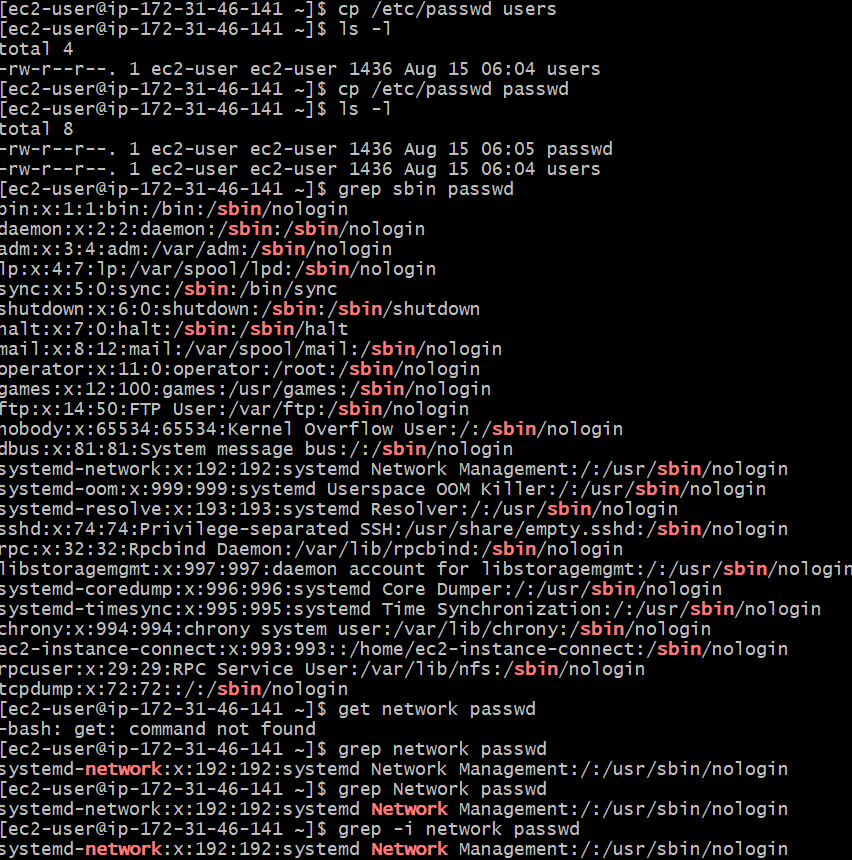 [ec2-user@ip-172-31-46-141 ~]$ cp /etc/passwd users
[ec2-user@ip-172-31-46-141 ~]$ ls -l
total 4
-rw-r--r--. 1 ec2-user ec2-user 1436 Aug 15 06:04 users
[ec2-user@ip-172-31-46-141 ~]$ cp /etc/passwd passwd
[ec2-user@ip-172-31-46-141 ~]$ ls -l
total 8
-rw-r--r--. 1 ec2-user ec2-user 1436 Aug 15 06:05 passwd
-rw-r--r--. 1 ec2-user ec2-user 1436 Aug 15 06:04 users
[ec2-user@ip-172-31-46-141 ~]$ grep sbin passwd
bin:x:1:1:bin:/bin:/sbin/nologin
daemon:x:2:2:daemon:/sbin:/sbin/nologin
adm:x:3:4:adm:/var/adm:/sbin/nologin
lp:x:4:7:lp:/var/spool/lpd:/sbin/nologin
sync:x:5:0:sync:/sbin:/bin/sync
shutdown:x:6:0:shutdown:/sbin:/sbin/shutdown
halt:x:7:0:halt:/sbin:/sbin/halt
mail:x:8:12:mail:/var/spool/mail:/sbin/nologin
operator:x:11:0:operator:/root:/sbin/nologin
games:x:12:100:games:/usr/games:/sbin/nologin
ftp:x:14:50:FTP User:/var/ftp:/sbin/nologin
nobody:x:65534:65534:Kernel Overflow User:/:/sbin/nologin
dbus:x:81:81:System message bus:/:/sbin/nologin
systemd-network:x:192:192:systemd Network Management:/:/usr/sbin/nologin
systemd-oom:x:999:999:systemd Userspace OOM Killer:/:/usr/sbin/nologin
systemd-resolve:x:193:193:systemd Resolver:/:/usr/sbin/nologin
sshd:x:74:74:Privilege-separated SSH:/usr/share/empty.sshd:/sbin/nologin
rpc:x:32:32:Rpcbind Daemon:/var/lib/rpcbind:/sbin/nologin
libstoragemgmt:x:997:997:daemon account for libstoragemgmt:/:/usr/sbin/nologin
systemd-coredump:x:996:996:systemd Core Dumper:/:/usr/sbin/nologin
systemd-timesync:x:995:995:systemd Time Synchronization:/:/usr/sbin/nologin
chrony:x:994:994:chrony system user:/var/lib/chrony:/sbin/nologin
ec2-instance-connect:x:993:993::/home/ec2-instance-connect:/sbin/nologin
rpcuser:x:29:29:RPC Service User:/var/lib/nfs:/sbin/nologin
tcpdump:x:72:72::/:/sbin/nologin
[ec2-user@ip-172-31-46-141 ~]$ get network passwd
-bash: get: command not found
[ec2-user@ip-172-31-46-141 ~]$ grep network passwd
systemd-network:x:192:192:systemd Network Management:/:/usr/sbin/nologin
[ec2-user@ip-172-31-46-141 ~]$ grep Network passwd
systemd-network:x:192:192:systemd Network Management:/:/usr/sbin/nologin
[ec2-user@ip-172-31-46-141 ~]$ grep -i network passwd
systemd-network:x:192:192:systemd Network Management:/:/usr/sbin/nologin